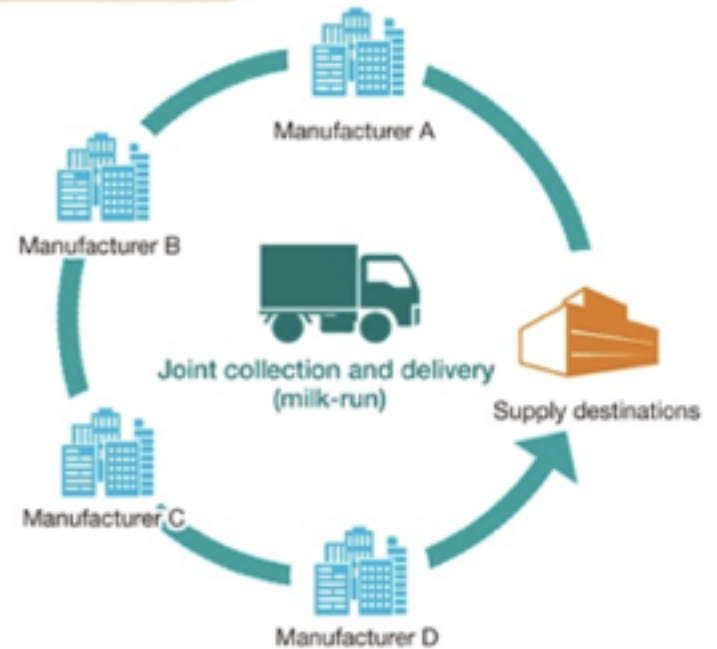 Manufacturer A
Manufacturer B
Joint collection and delivery
(milk-run)
Supply destinations
Manufacturer C
Manufacturer D